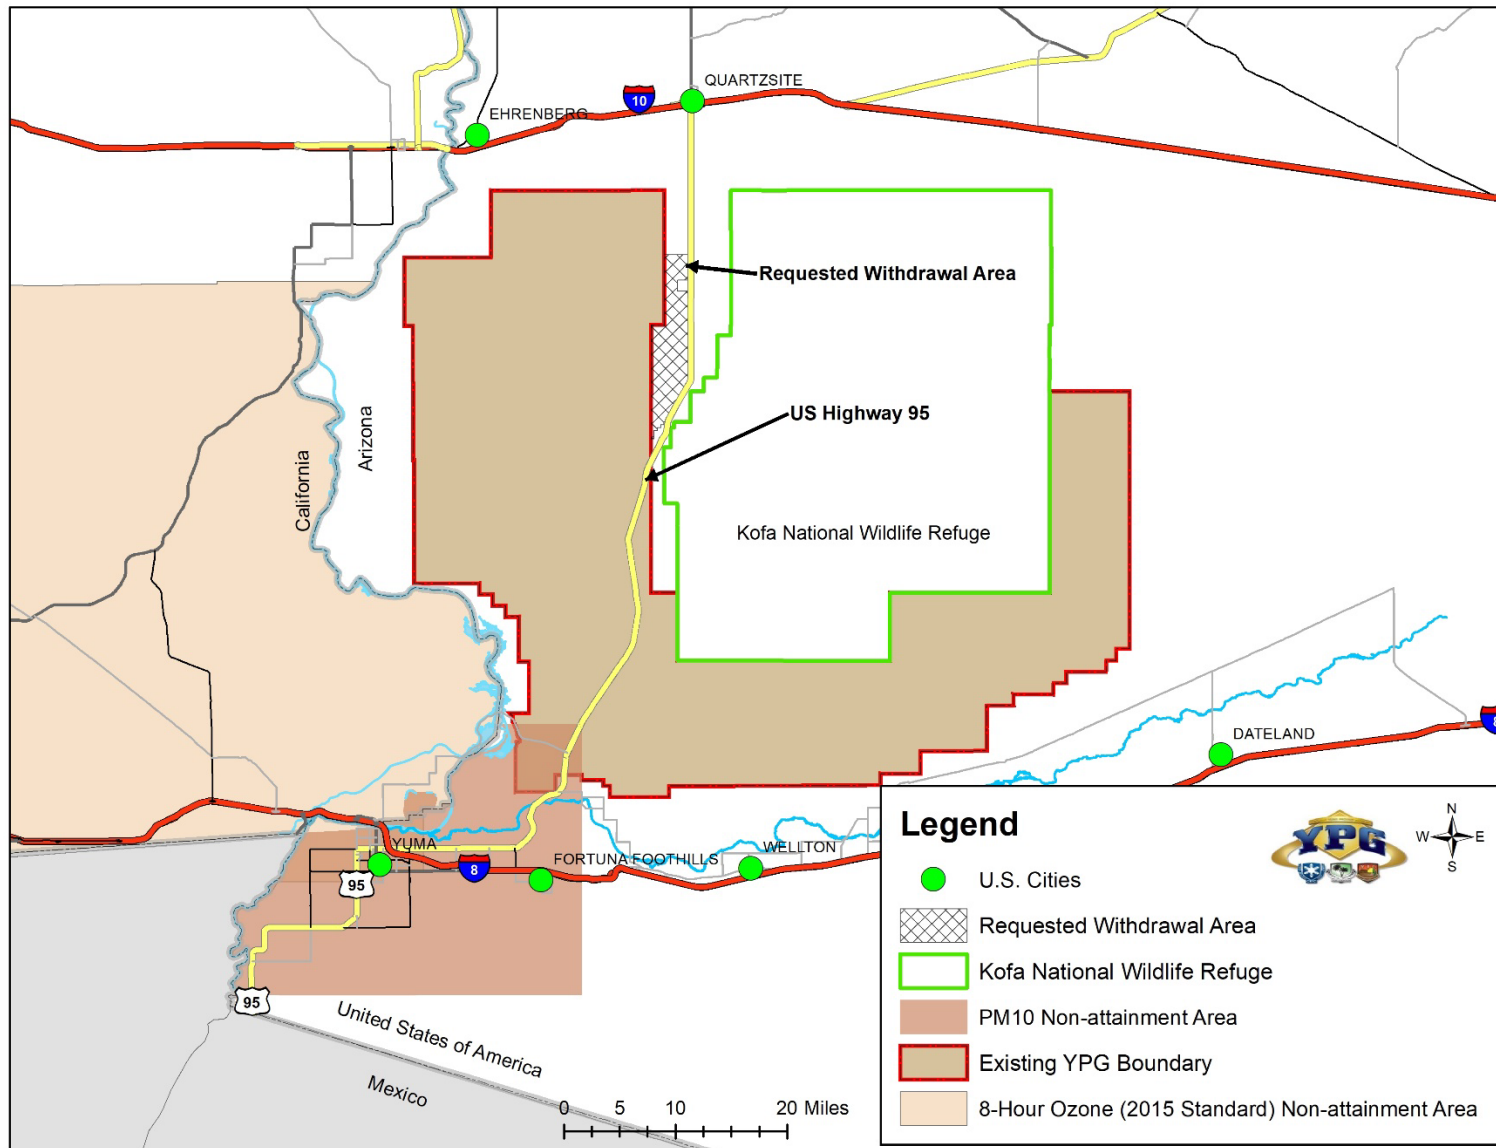 QUARTZSITE
10
EHRENBERG
Requested Withdrawal Area
US Highway 95
Arizona
California
Kofa National Wildlife Refuge
8
DATELAND
YUMA
FORTUNA FOOTHILLS
WELLTON
8
95
95
United States of America
Mexico
0 5 10 20 Miles
Legend
YPG
N
W E
S
U.S. Cities
Requested Withdrawal Area
Kofa National Wildlife Refuge
PM10 Non-attainment Area
Existing YPG Boundary
8-Hour Ozone (2015 Standard) Non-attainment Area